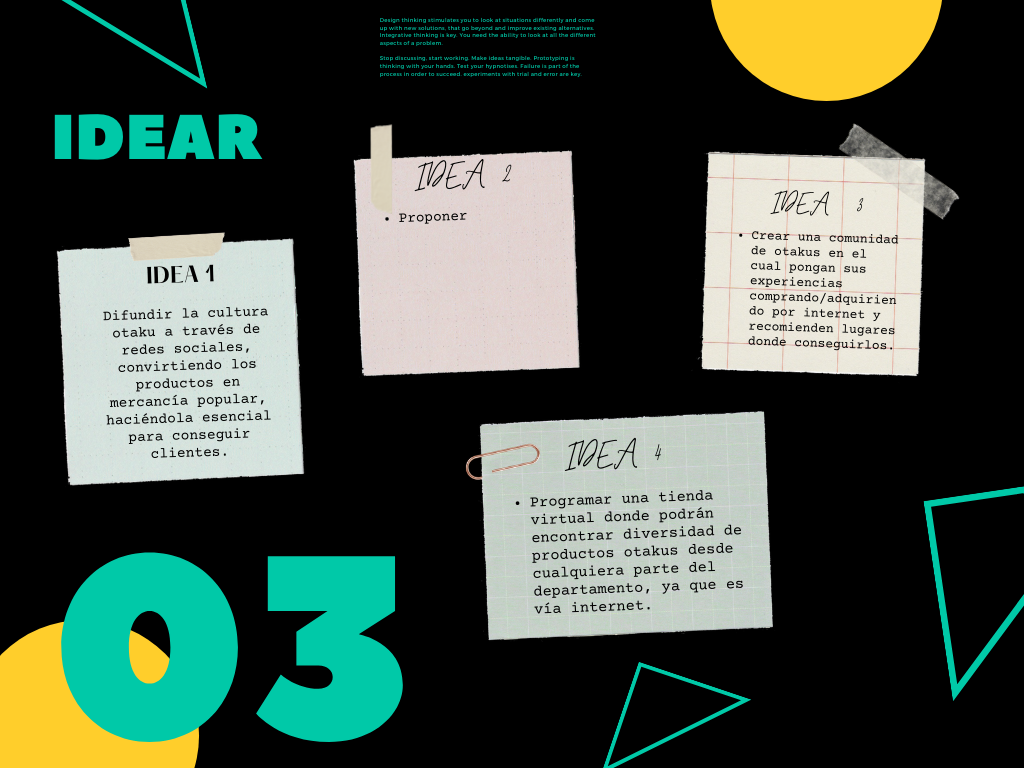 Design thinking stimulates you to look at situations differently and come
up with new solutions, that go beyond and improve existing alternatives.
Integrative thinking is key. You need the ability to look at all the different
aspects of a problem.
Stop discussing, start working. Make ideas tangible. Prototyping is
thinking with your hands. Test your hypnotises. Failure is part of the
process in order to succeed experiments with trial and error are key.
IDEAR
IDEA 1
Difundir la cultura
otaku a través de
redes sociales,
convirtiendo los
productos en
mercancía popular,
haciéndola esencial
para conseguir
clientes.
IDEA 2
• Proponer
IDEA 3
• Crear una comunidad
de otakus en el
cual pongan sus
experiencias
comprando/adquirien
do por internet y
recomienden lugares
donde conseguirlos.
IDEA 4
• Programar una tienda
virtual donde podrán
encontrar diversidad de
productos otakus desde
cualquiera parte del
departamento, ya que es
vía internet.
03